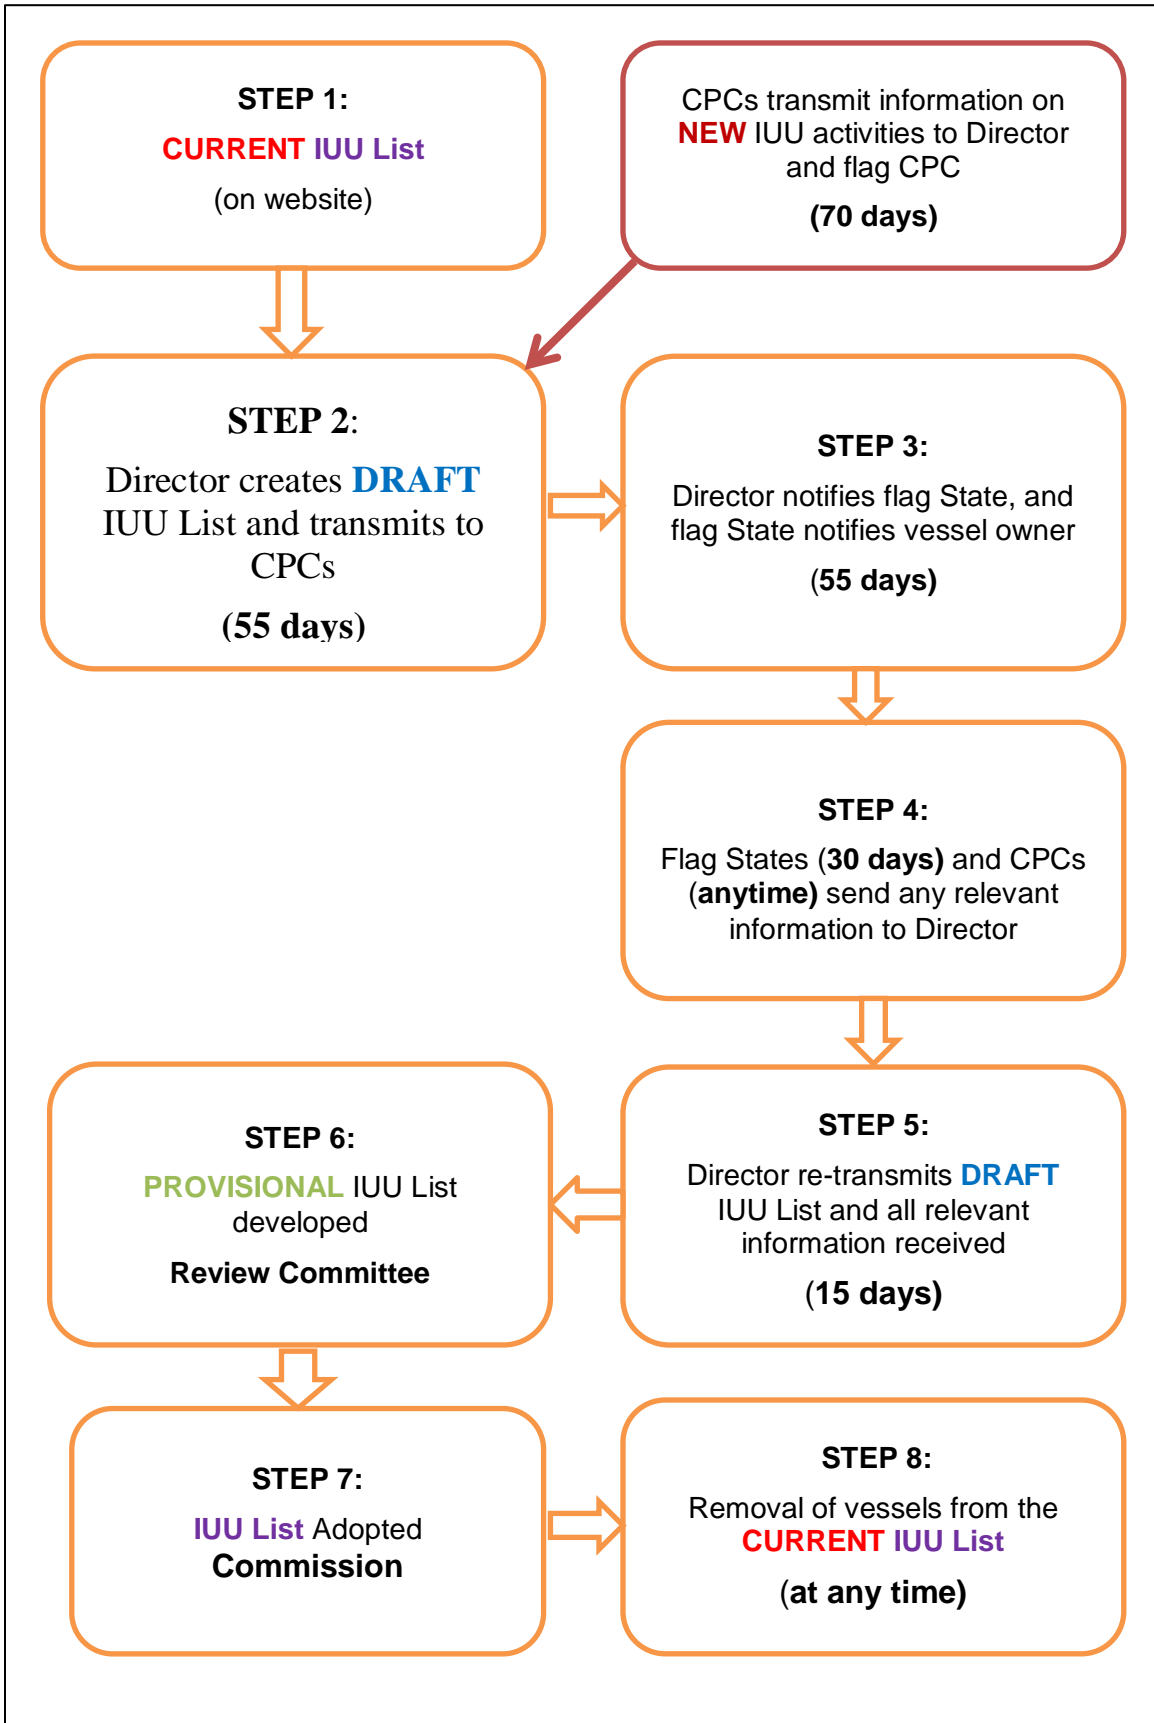 STEP 1:
CURRENT IUU List
(on website)
CPCs transmit information on
NEW IUU activities to Director
and flag CPC
(70 days)
STEP 2:
Director creates DRAFT
IUU List and transmits to
CPCs
(55 days)
STEP 3:
Director notifies flag State, and
flag State notifies vessel owner
(55 days)
STEP 4:
Flag States (30 days) and CPCs
(anytime) send any relevant
information to Director
STEP 5:
Director re-transmits DRAFT
IUU List and all relevant
information received
(15 days)
STEP 6:
PROVISIONAL IUU List
developed
Review Committee
STEP 7:
IUU List Adopted
Commission
STEP 8:
Removal of vessels from the
CURRENT IUU List
(at any time)